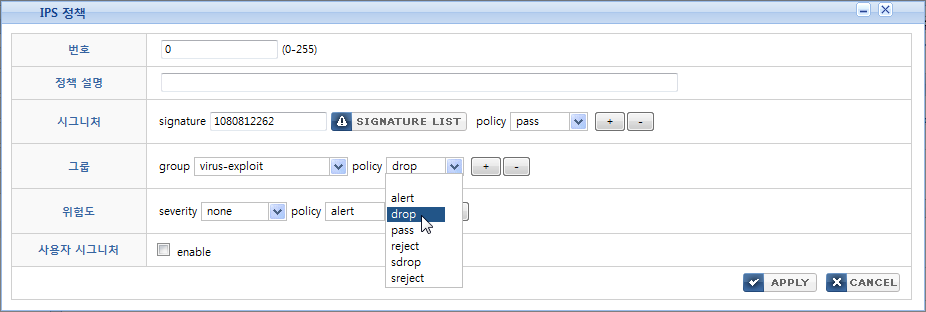 IPS 정책
번호 0 (0-255)
정책 설명
시그니처 signature 1080812262 SIGNATURE LIST policy pass + -
그룹 group virus-exploit policy drop + -
alert
drop
pass
reject
sdrop
sreject
위험도 severity none policy alert
사용자 시그니처 enable
APPLY CANCEL